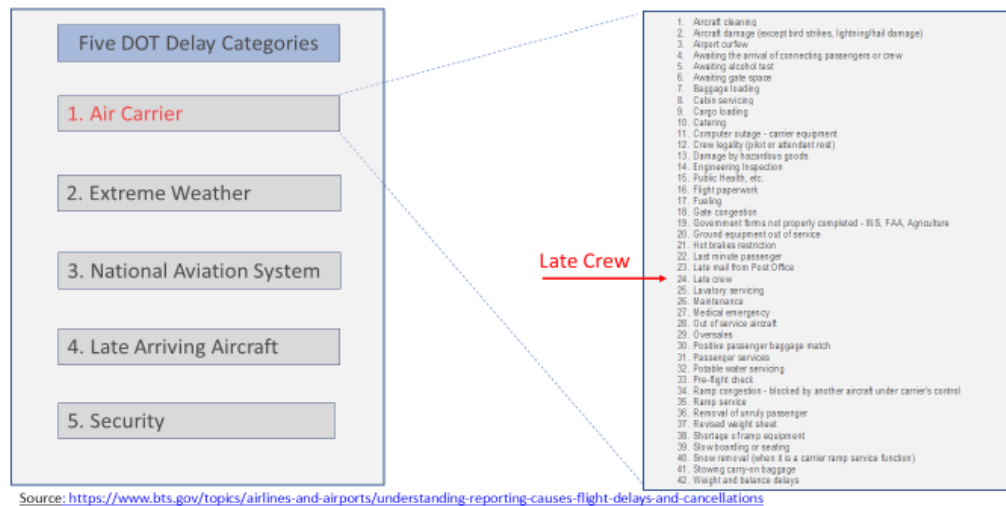 Five DOT Delay Categories
1. Air Carrier
2. Extreme Weather
3. National Aviation System
4. Late Arriving Aircraft
5. Security
Late Crew
1. Aircraft cleaning
2. Aircraft damage (except bird strikes, lightning/hail damage)
3. Airport curfew
4. Awaiting the arrival of connecting passengers or crew
5. Awaiting alcohol test
6. Awaiting gate space
7. Baggage loading
8. Cabin servicing
9. Cargo loading
10. Catering
11. Computer outage - carrier equipment
12. Crew legality (pilot or attendant rest)
13. Damage by hazardous goods
14. Engineering Inspection
15. Public Health, etc.
16. Flight paperwork
17. Fueling
18. Gate congestion
19. Government forms not properly completed - INS, FAA, Agriculture
20. Ground equipment out of service
21. Hot brakes restriction
22. Last minute passenger
23. Late mail from Post Office
24. Late crew
25. Lavatory servicing
26. Maintenance
27. Medical emergency
28. Out of service aircraft
29. Oversales
30. Positive passenger baggage match
31. Passenger services
32. Potable water servicing
33. Pre-flight check
34. Ramp congestion - blocked by another aircraft under carrier's control
35. Ramp service
36. Removal of unruly passenger
37. Revised weight sheet
38. Shortage of ramp equipment
39. Slow boarding or seating
40. Snow removal (when it is a carrier ramp service function)
41. Stowing carry-on baggage
42. Weight and balance delays
Source: https://www.bts.gov/topics/airlines-and-airports/understanding-reporting-causes-flight-delays-and-cancellations